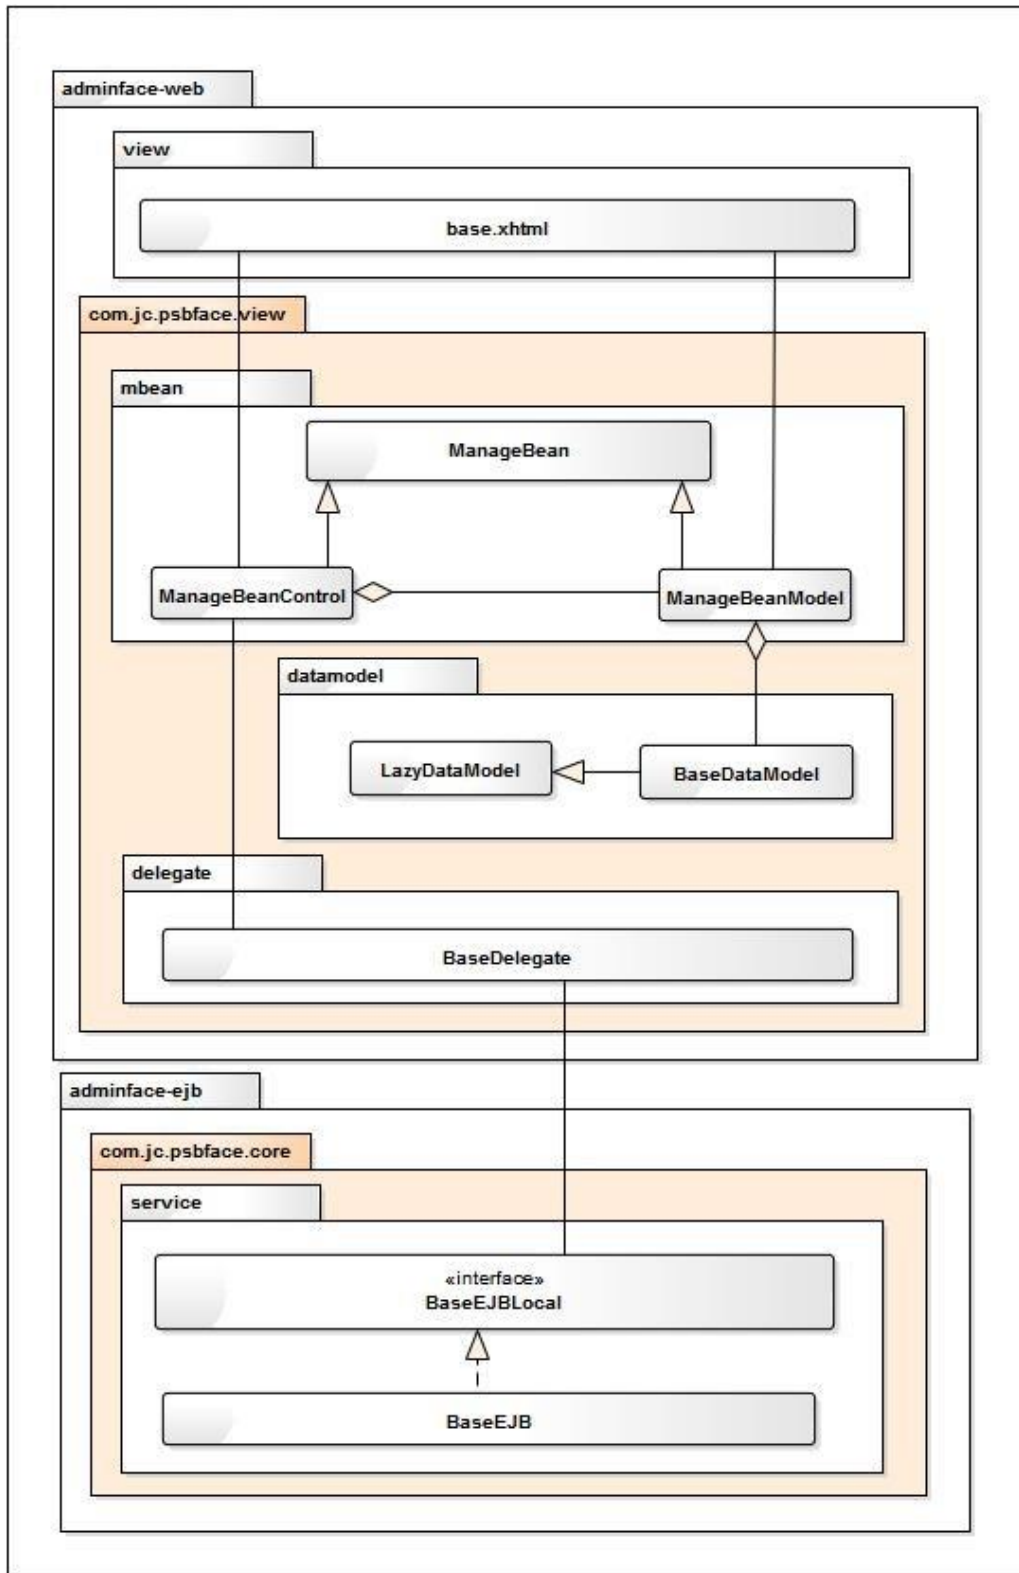 adminface-web
view
base.xhtml
com.jc.psbface.view
mbean
ManageBean
ManageBeanControl
ManageBeanModel
datamodel
LazyDataModel
BaseDataModel
delegate
BaseDelegate
adminface-ejb
com.jc.psbface.core
service
«interface»
BaseEJBLocal
BaseEJB